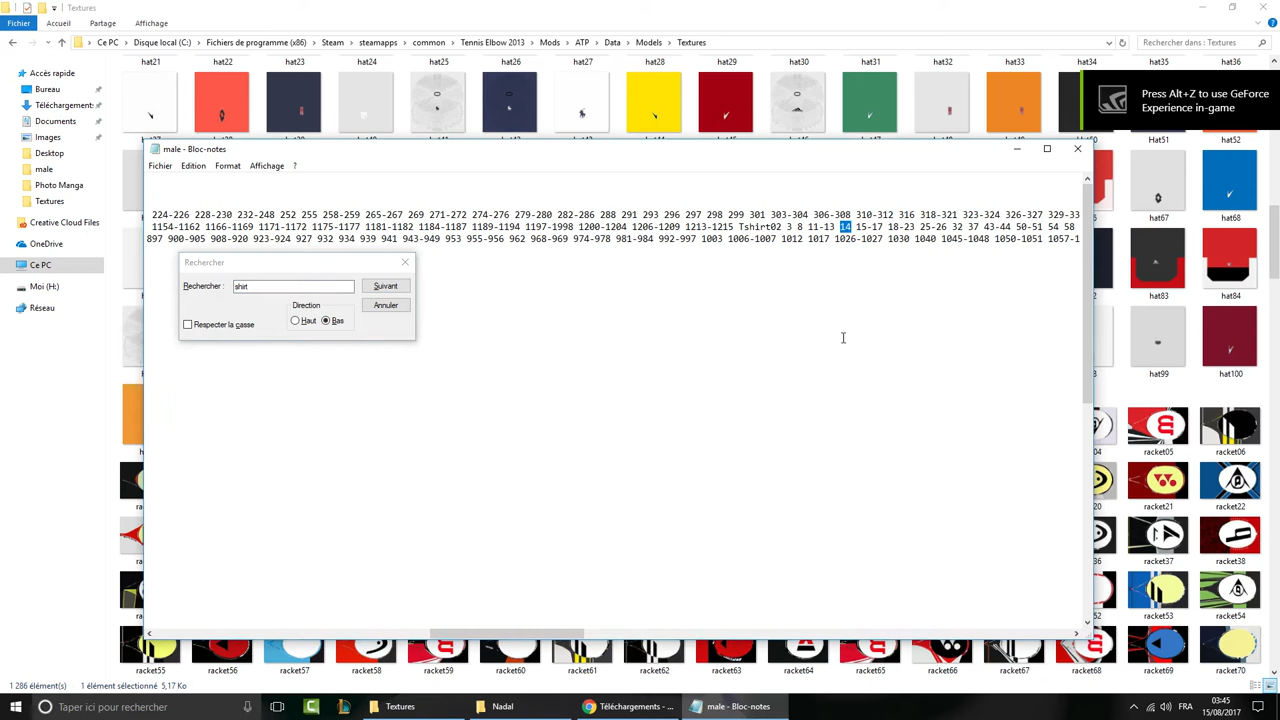 Textures
Fichier Accueil Partage Affichage
Ce PC Disque local (C:) Fichiers de programme (x86) Steam steamapps common Tennis Elbow 2013 Mods ATP Data Models Textures
Rechercher dans : Textures
hat21 hat22 hat23 hat24 hat25 hat26 hat27 hat28 hat29 hat30 hat31 hat32 hat33 hat34 hat35 hat36
Press Alt+Z to use GeForce
Experience in-game
Accès rapide
Bureau
Téléchargement:
Documents
Images
Desktop
male
Photo Manga
Textures
Creative Cloud Files
OneDrive
Ce PC
Moi (H:)
Réseau
Hat51 hat52
hat67 hat68
hat83 hat84
hat99 hat100
male - Bloc-notes
Fichier Edition Format Affichage ?
224-226 228-230 232-248 252 255 258-259 265-267 269 271-272 274-276 279-280 282-286 288 291 293 296 297 298 299 301 303-304 306-308 310-312 316 318-321 323-324 326-327 329-33
1154-1162 1166-1169 1171-1172 1175-1177 1181-1182 1184-1187 1189-1194 1197-1198 1200-1204 1206-1209 1213-1215 Tshirt02 3 8 11-13 14 15-17 18-23 25-26 32 37 43-44 50-51 54 58
897 900-905 908-920 923-924 927 932 934 939 941 943-949 953 955-956 962 968-969 974-978 981-984 992-997 1003 1006-1007 1012 1017 1026-1027 1030 1040 1045-1048 1050-1051 1057-1
Rechercher
Rechercher : shirt
Suivant
Direction
Annuler
Respecter la casse
Haut Bas
racket05 racket06
racket21 racket22
racket37 racket38
racket53
racket55 racket56 racket57 racket58 racket59 racket60 racket61 racket62 racket63 racket64 racket65 racket66 racket67 racket68 racket69 racket70
1 286 élément(s) 1 élément sélectionné 5,17 Ko
Taper ici pour rechercher
Textures
Nadal
Téléchargements - ...
male - Bloc-notes
FRA
03:45
15/08/2017